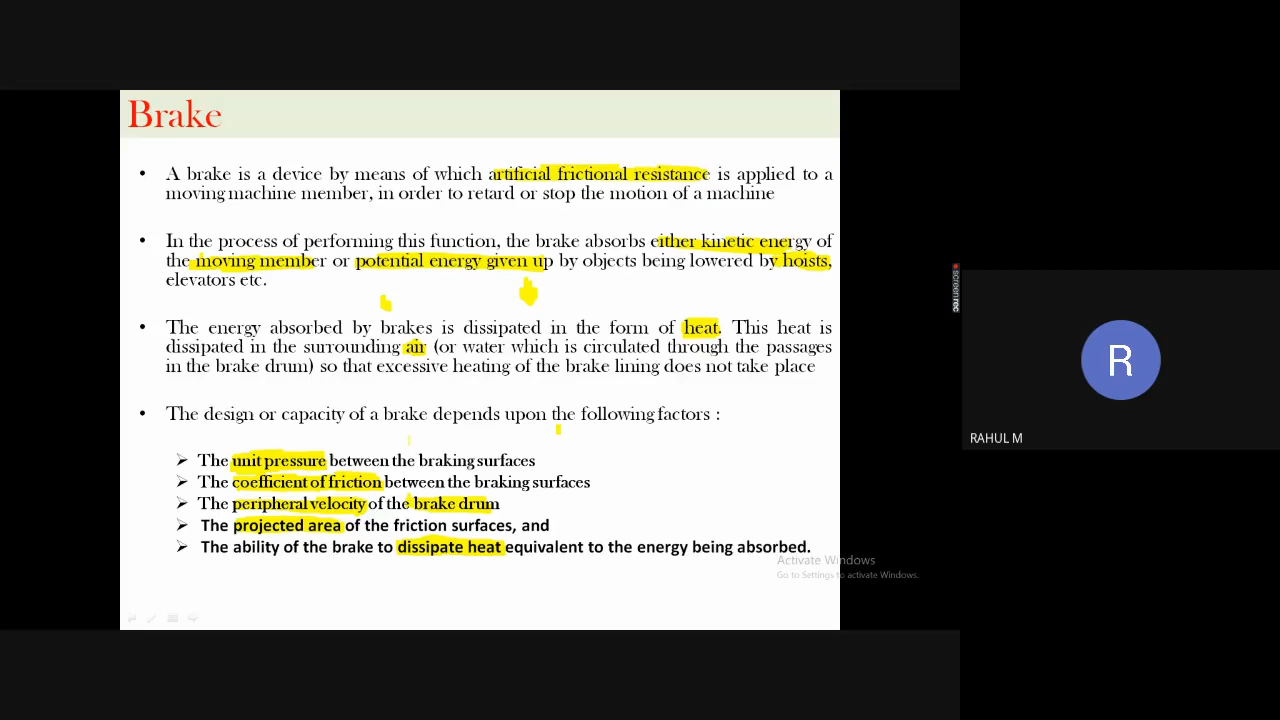 Brake
• A brake is a device by means of which artificial frictional resistance is applied to a
moving machine member, in order to retard or stop the motion of a machine
• In the process of performing this function, the brake absorbs either kinetic energy of
the moving member or potential energy given up by objects being lowered by hoists,
elevators etc.
• The energy absorbed by brakes is dissipated in the form of heat. This heat is
dissipated in the surrounding air (or water which is circulated through the passages
in the brake drum) so that excessive heating of the brake lining does not take place
• The design or capacity of a brake depends upon the following factors :
➢ The unit pressure between the braking surfaces
➢ The coefficient of friction between the braking surfaces
➢ The peripheral velocity of the brake drum
➢ The projected area of the friction surfaces, and
➢ The ability of the brake to dissipate heat equivalent to the energy being absorbed.
Activate Windows
Go to Settings to activate Windows.
screenrec
R
RAHUL M